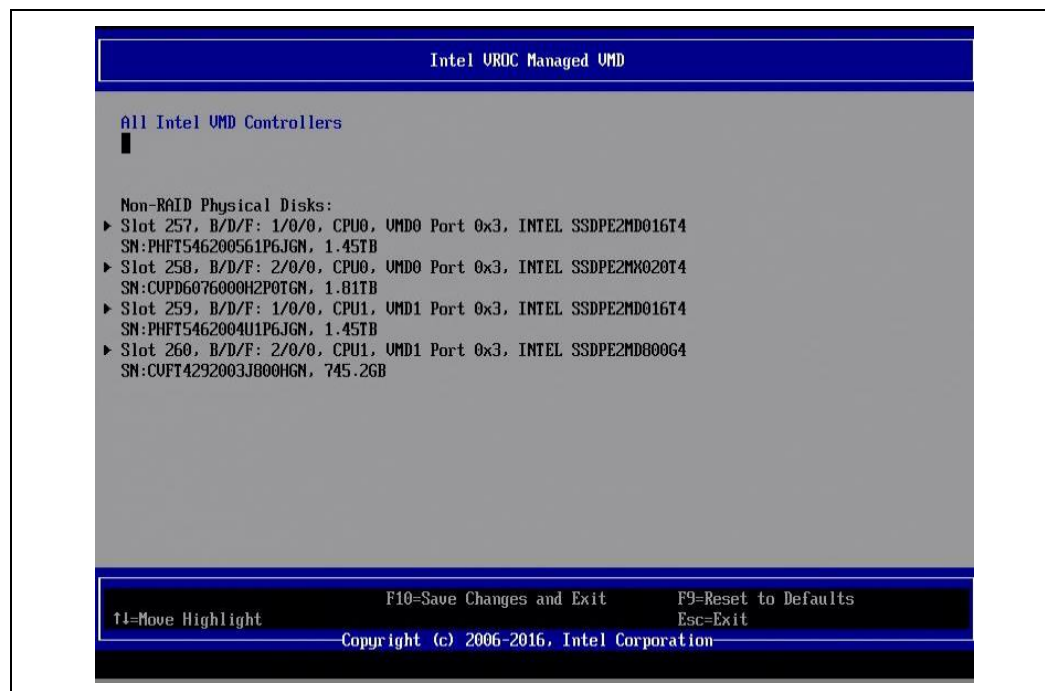 Intel VROC Managed VMD
All Intel VMD Controllers
Non-RAID Physical Disks:
Slot 257, B/D/F: 1/0/0, CPU0, VMD0 Port 0x3, INTEL SSDPE2MD016T4
SN:PHFT546200561P6JGN, 1.45TB
Slot 258, B/D/F: 2/0/0, CPU0, VMD0 Port 0x3, INTEL SSDPE2MX020T4
SN:CVPD6076000H2P0TGN, 1.81TB
Slot 259, B/D/F: 1/0/0, CPU1, VMD1 Port 0x3, INTEL SSDPE2MD016T4
SN:PHFT5462004U1P6JGN, 1.45TB
Slot 260, B/D/F: 2/0/0, CPU1, VMD1 Port 0x3, INTEL SSDPE2MD800G4
SN:CVFT4292003J800HGN, 745.2GB
F10=Save Changes and Exit F9=Reset to Defaults
↑↓=Move Highlight Esc=Exit
Copyright (c) 2006-2016, Intel Corporation